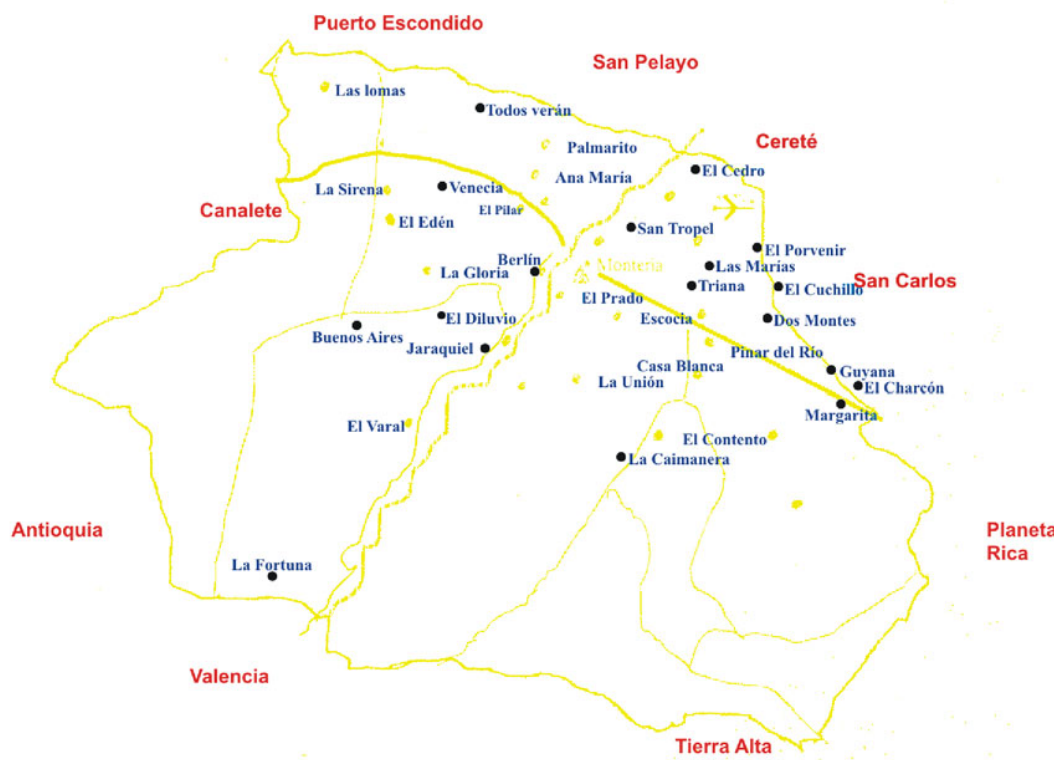 Puerto Escondido
San Pelayo
Las lomas
Todos verán
Cereté
Palmarito
El Cedro
Ana María
La Sirena
Venecia
Canalete
El Pilar
El Edén
San Tropel
El Porvenir
Berlín
Montería
Las Marías
La Gloria
San Carlos
Triana
El Cuchillo
El Prado
El Diluvio
Escocia
Dos Montes
Buenos Aires
Jaraquiel
Pinar del Río
Casa Blanca
Guyana
La Unión
El Charcón
Margarita
El Varal
El Contento
La Caimanera
Antioquia
Planeta
Rica
La Fortuna
Valencia
Tierra Alta